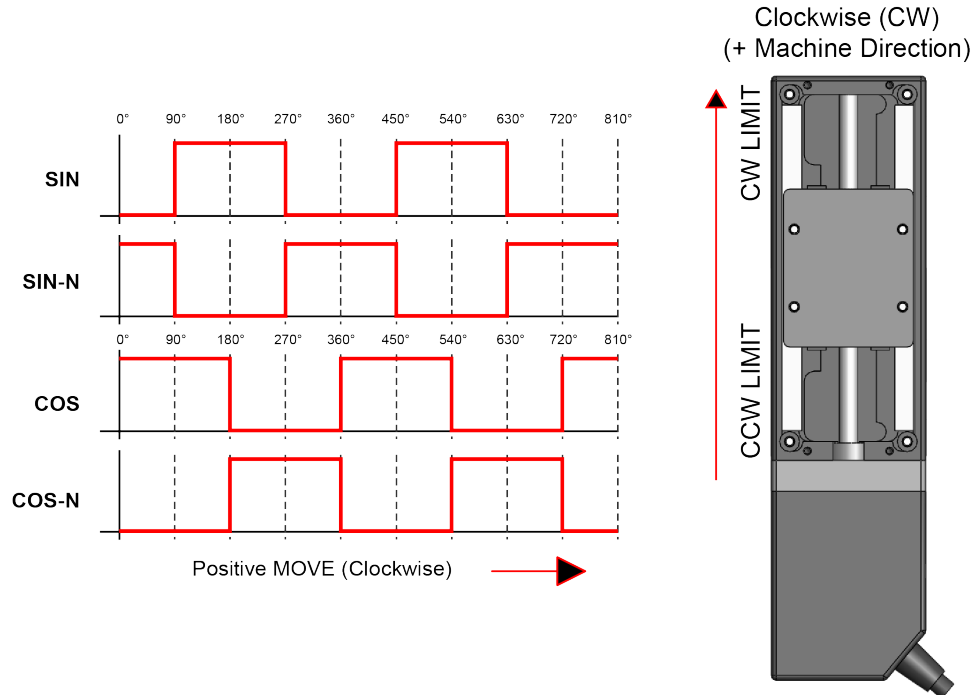 Clockwise (CW)
(+ Machine Direction)
0° 90° 180° 270° 360° 450° 540° 630° 720° 810°
SIN
SIN-N
0° 90° 180° 270° 360° 450° 540° 630° 720° 810°
COS
COS-N
Positive MOVE (Clockwise)
CW LIMIT
CCW LIMIT